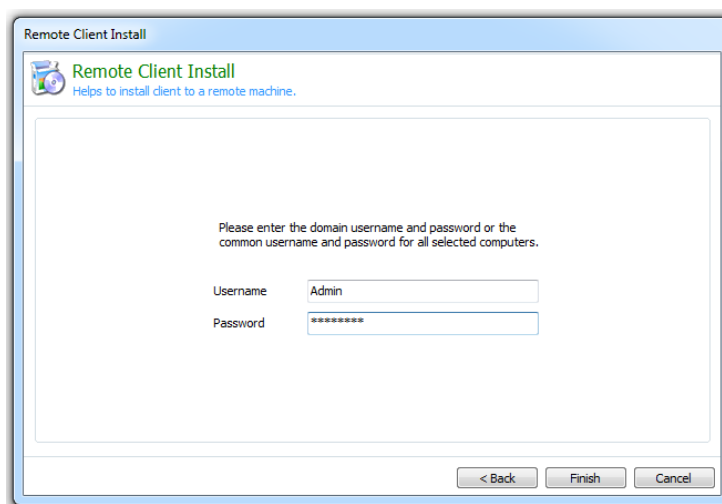 Remote Client Install
Remote Client Install
Helps to install client to a remote machine.
Please enter the domain username and password or the
common username and password for all selected computers.
Username Admin
Password ********
< Back Finish Cancel